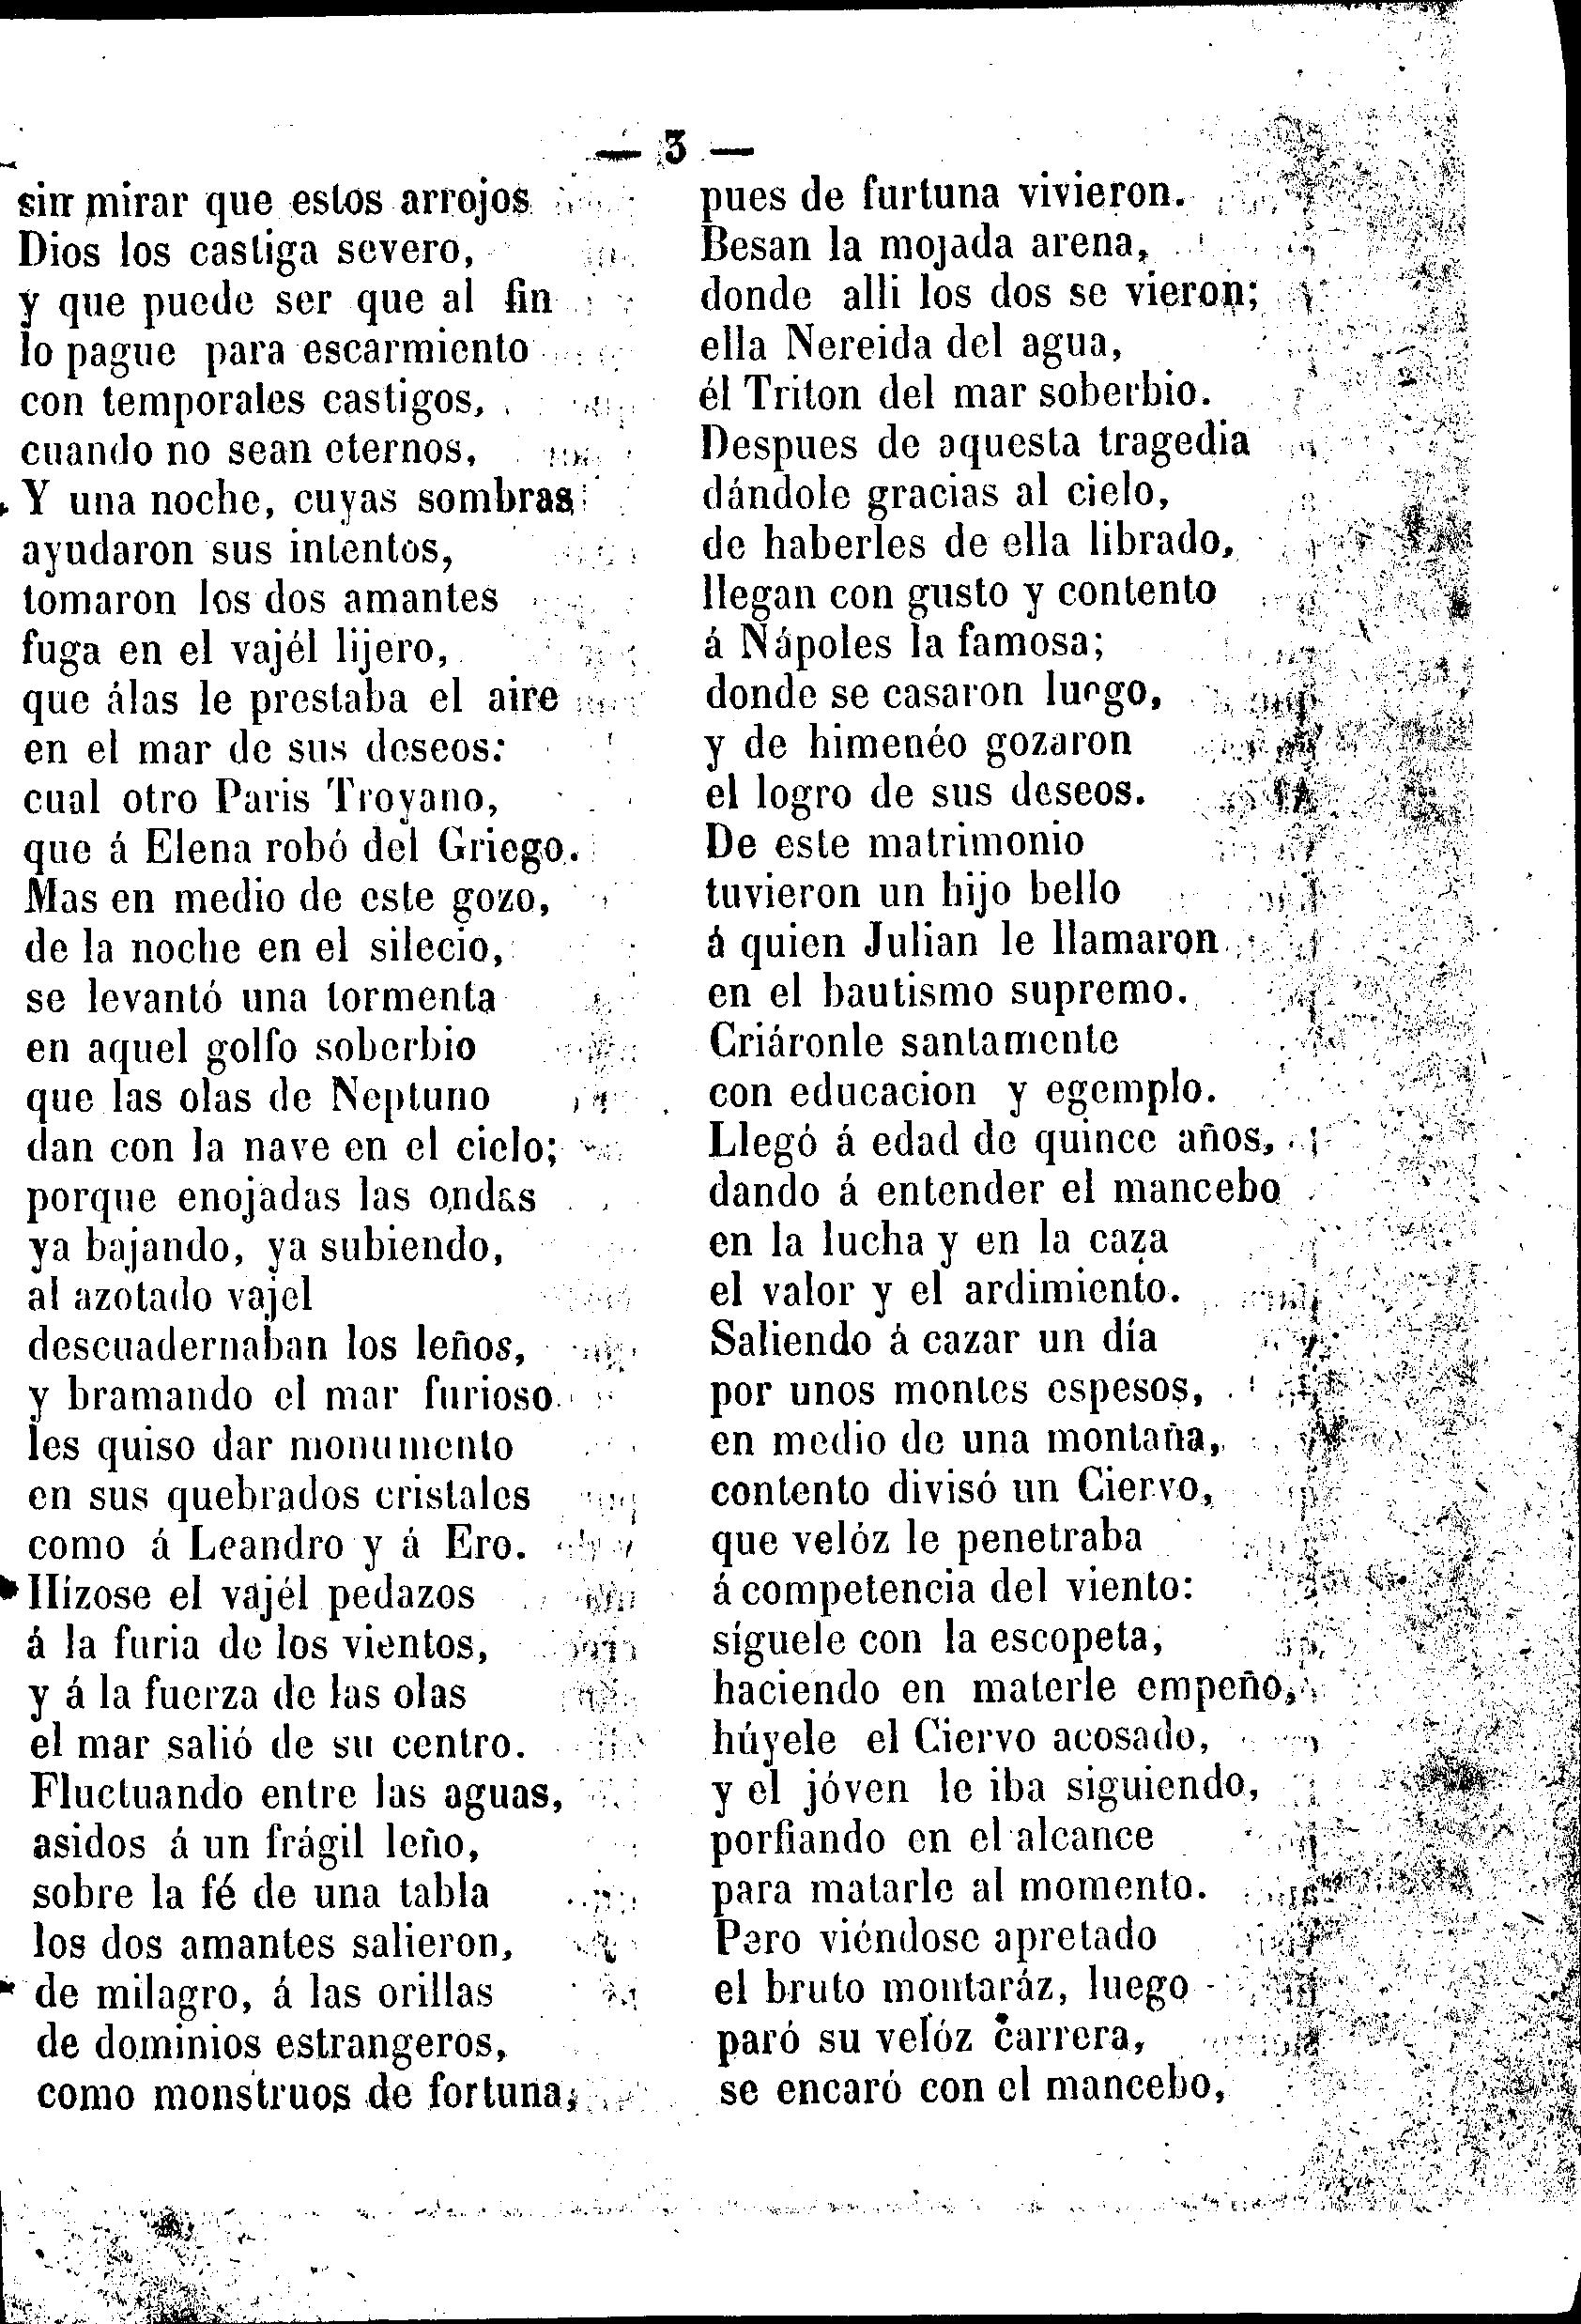 — 3 —
sin mirar que estos arrojos
Dios los castiga severo,
y que puede ser que al fin
lo pague para escarmiento
con temporales castigos,
cuando no sean eternos,
Y una noche, cuyas sombras
ayudaron sus intentos,
tomaron los dos amantes
fuga en el vajél lijero,
que álas le prestaba el aire
en el mar de sus deseos:
cual otro Paris Troyano,
que á Elena robó del Griego.
Mas en medio de este gozo,
de la noche en el silecio,
se levantó una tormenta
en aquel golfo soberbio
que las olas de Neptuno
dan con la nave en el cielo;
porque enojadas las ondas
ya bajando, ya subiendo,
al azotado vajel
descuadernaban los leños,
y bramando el mar furioso
les quiso dar monumento
en sus quebrados cristales
como á Leandro y á Ero.
Hízose el vajél pedazos
á la furia de los vientos,
y á la fuerza de las olas
el mar salió de su centro.
Fluctuando entre las aguas,
asidos á un frágil leño,
sobre la fé de una tabla
los dos amantes salieron,
de milagro, á las orillas
de dominios estrangeros,
como monstruos de fortuna,
pues de furtuna vivieron.
Besan la mojada arena,
donde alli los dos se vieron;
ella Nereida del agua,
él Triton del mar soberbio.
Despues de aquesta tragedia
dándole gracias al cielo,
de haberles de ella librado,
llegan con gusto y contento
á Nápoles la famosa;
donde se casaron luego,
y de himenéo gozaron
el logro de sus deseos.
De este matrimonio
tuvieron un hijo bello
á quien Julian le llamaron
en el bautismo supremo.
Criáronle santamente
con educacion y egemplo.
Llegó á edad de quince años,
dando á entender el mancebo
en la lucha y en la caza
el valor y el ardimiento.
Saliendo á cazar un día
por unos montes espesos,
en medio de una montaña,
contento divisó un Ciervo,
que velóz le penetraba
á competencia del viento:
síguele con la escopeta,
haciendo en materle empeño,
húyele el Ciervo acosado,
y el jóven le iba siguiendo,
porfiando en el alcance
para matarle al momento.
Pero viéndose apretado
el bruto montaráz, luego
paró su velóz carrera,
se encaró con el mancebo,